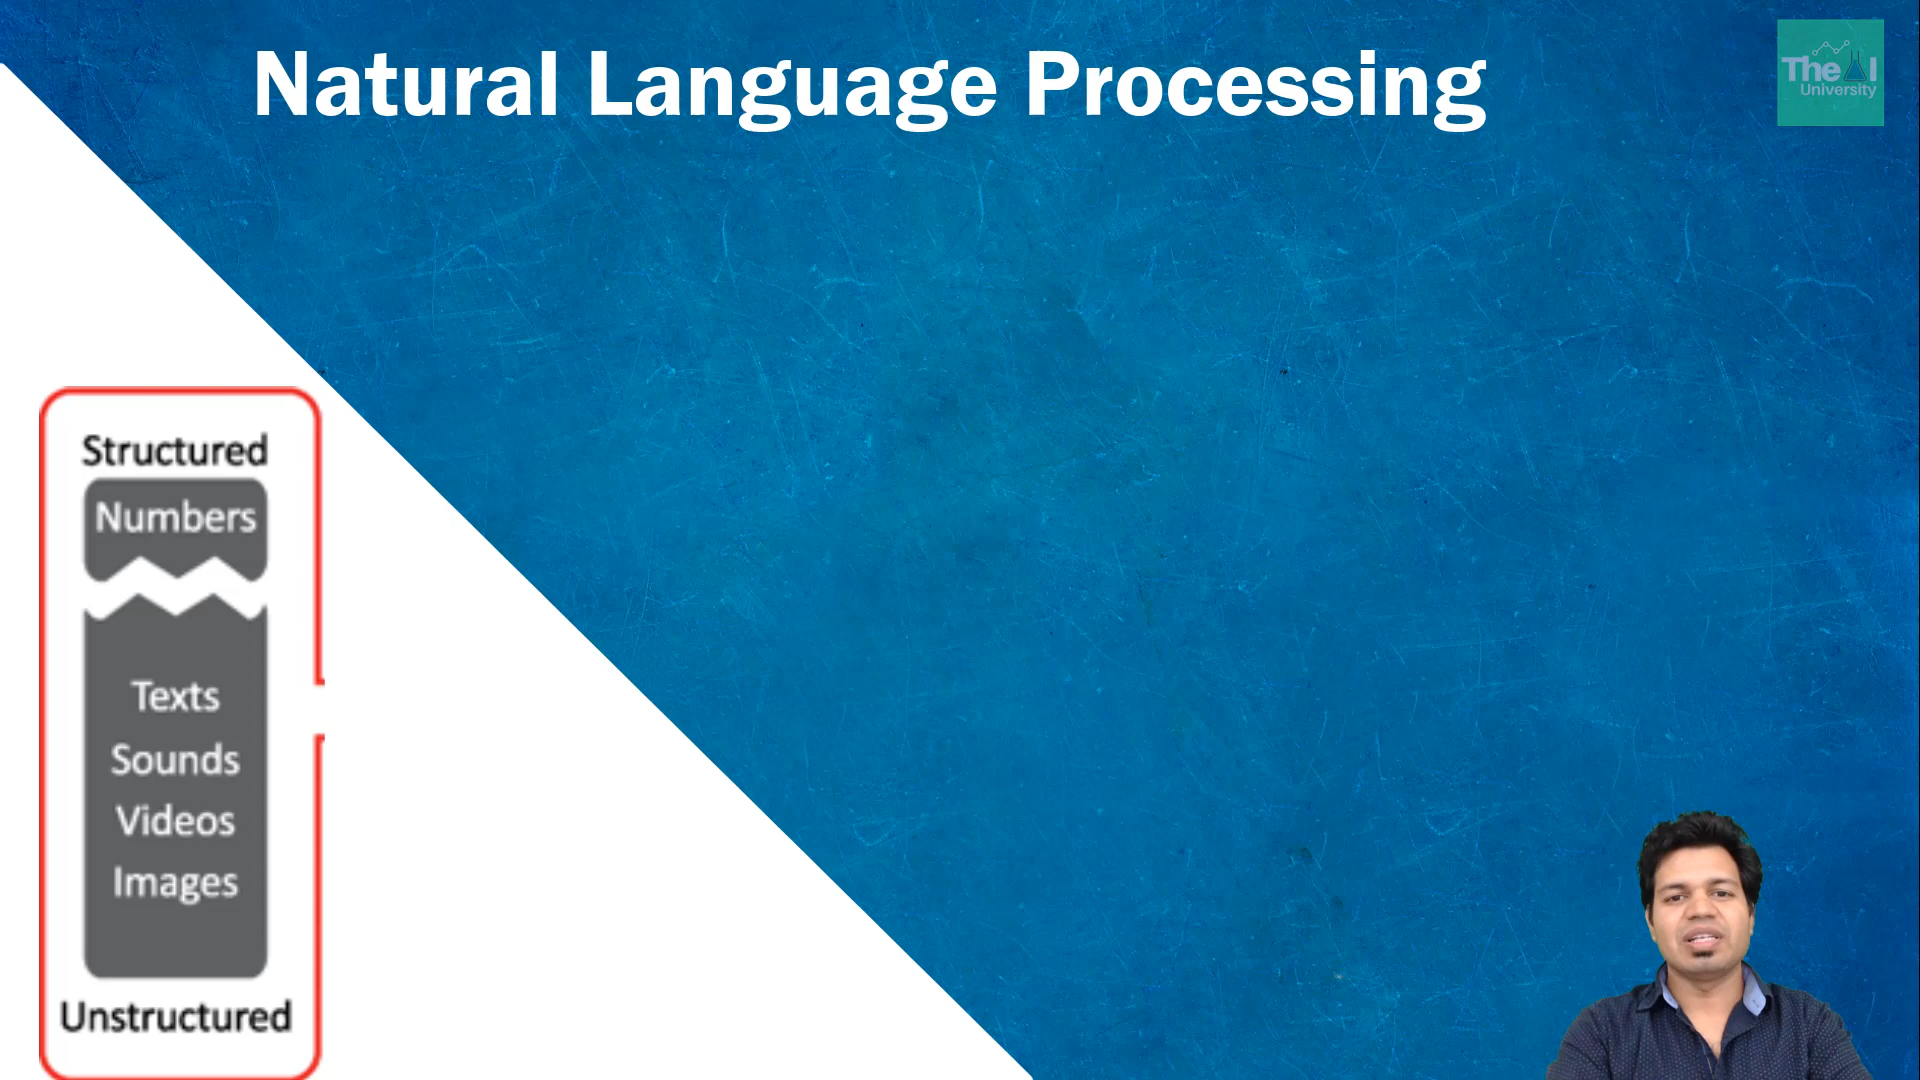 Natural Language Processing
The AI
University
Structured
Numbers
Texts
Sounds
Videos
Images
Unstructured